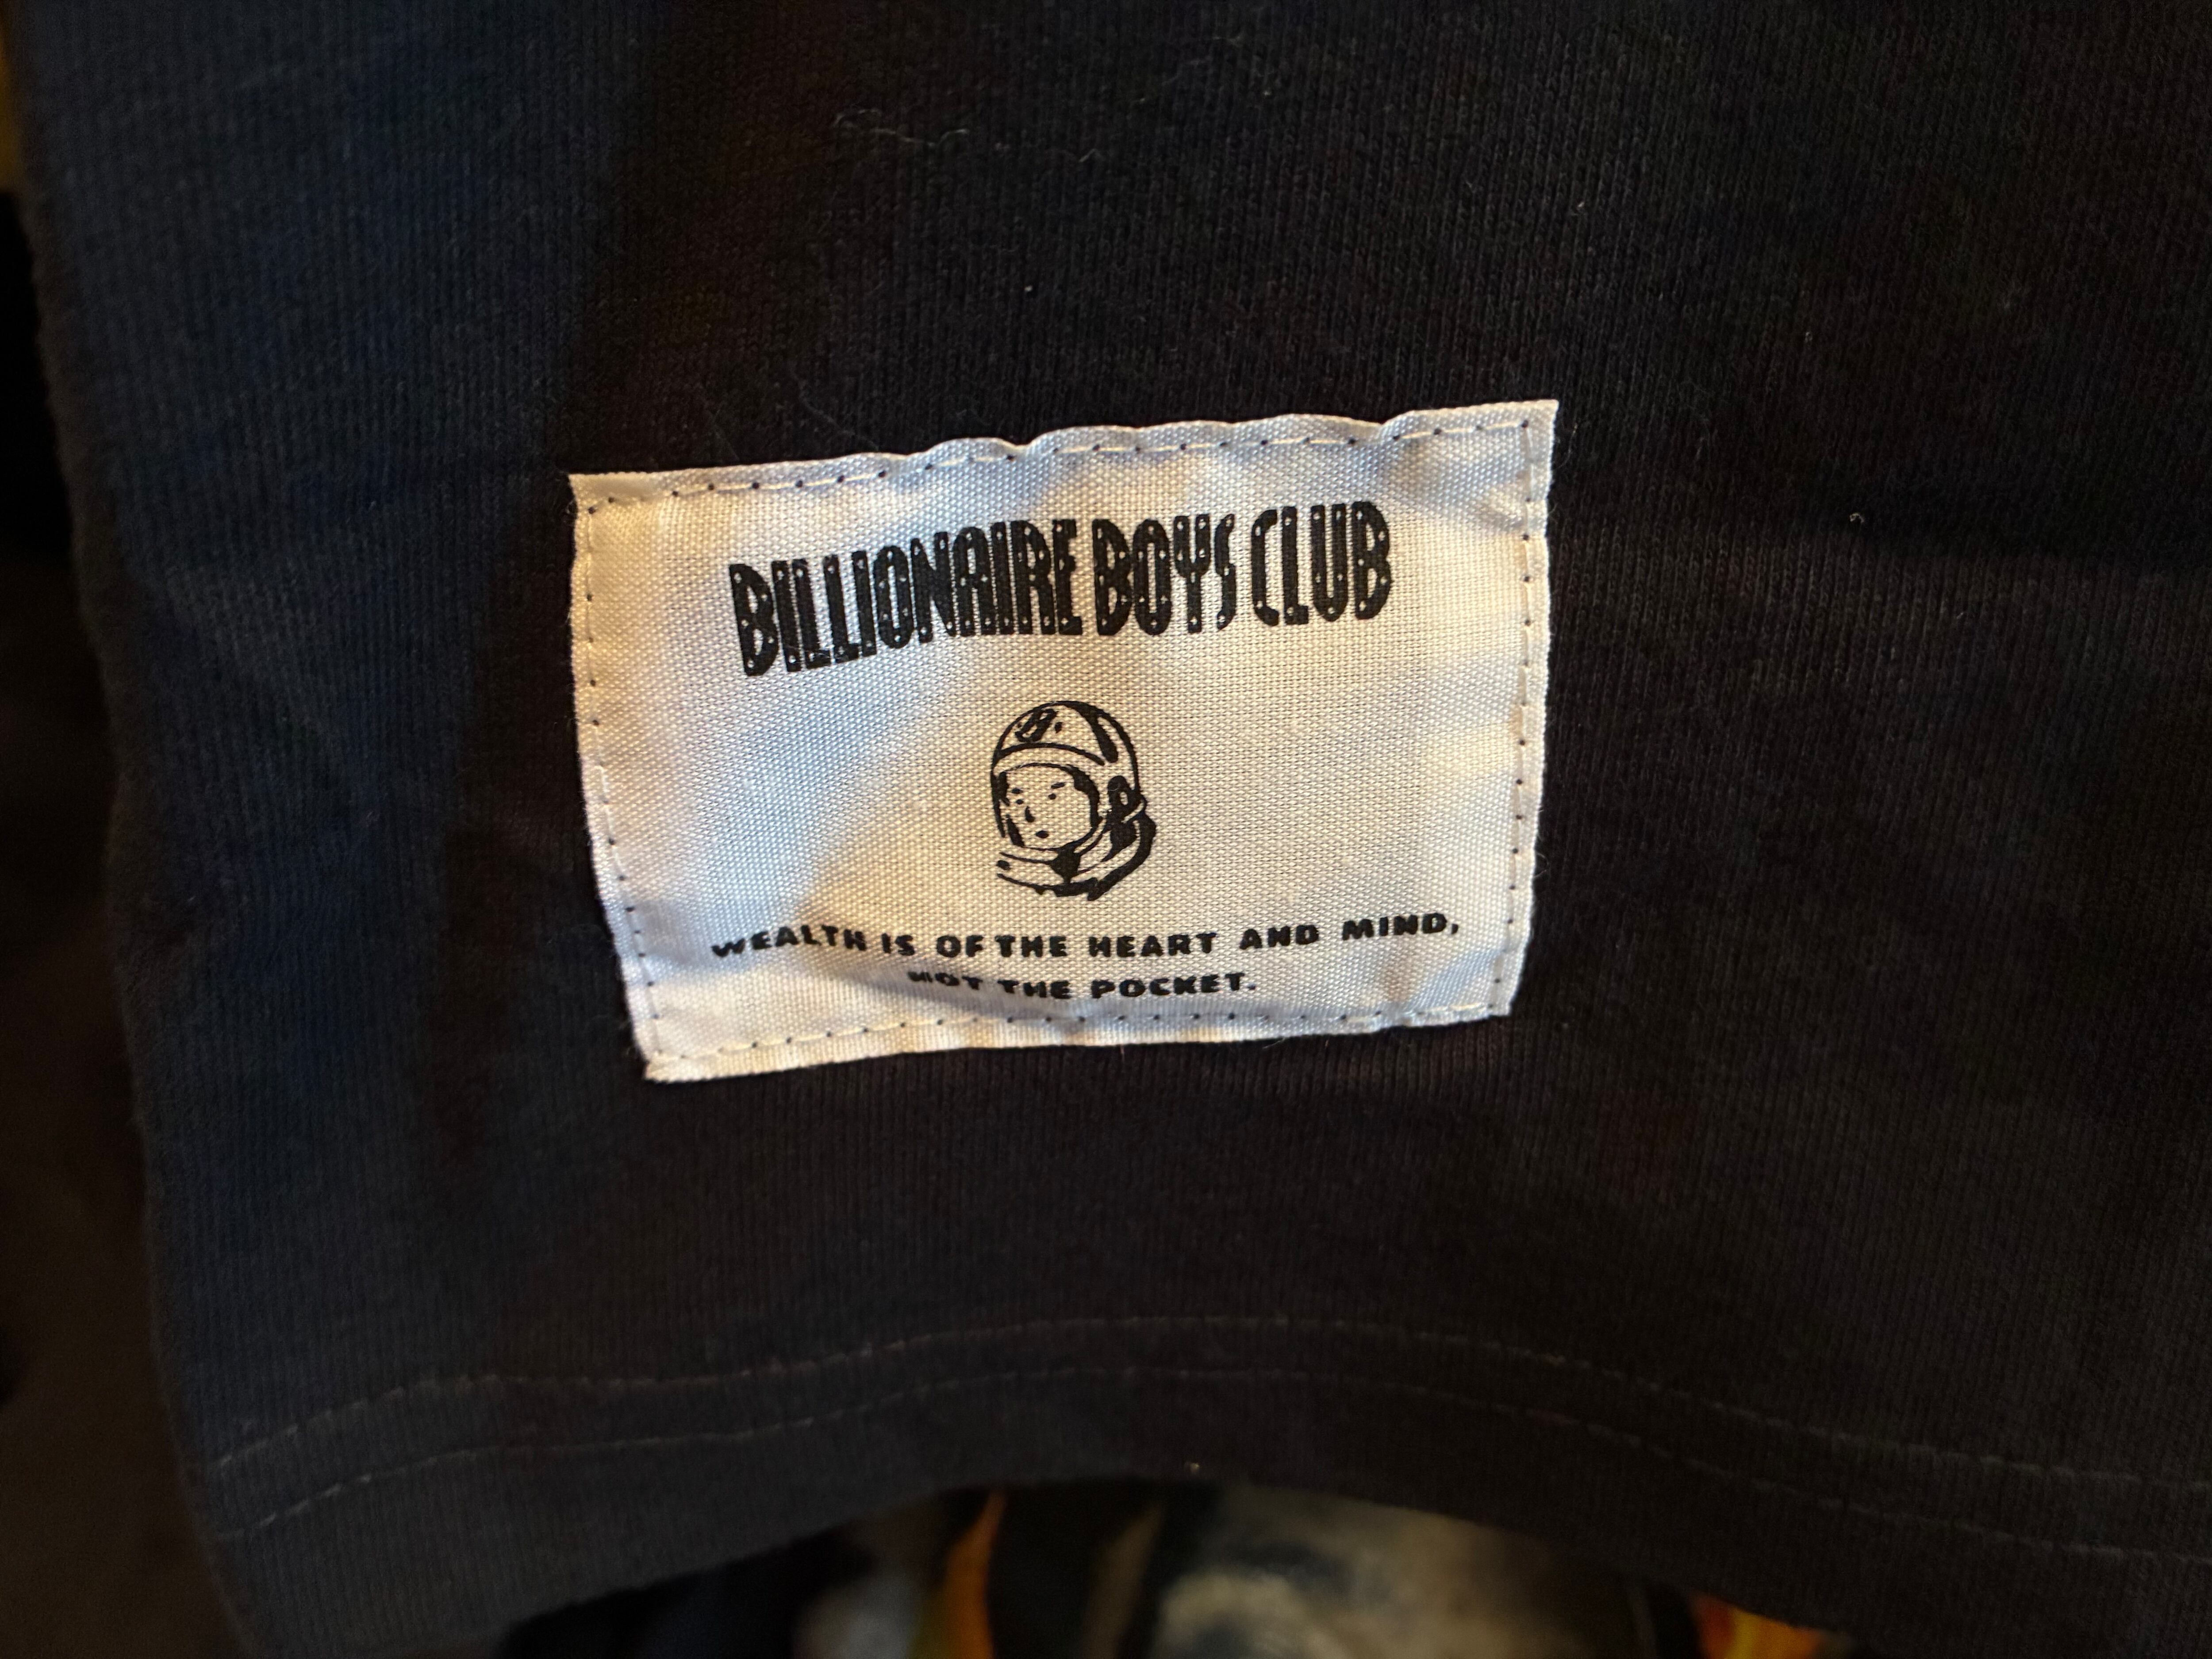 BILLIONAIRE BOYS CLUB
WEALTH IS OF THE HEART AND MIND,
NOT THE POCKET.